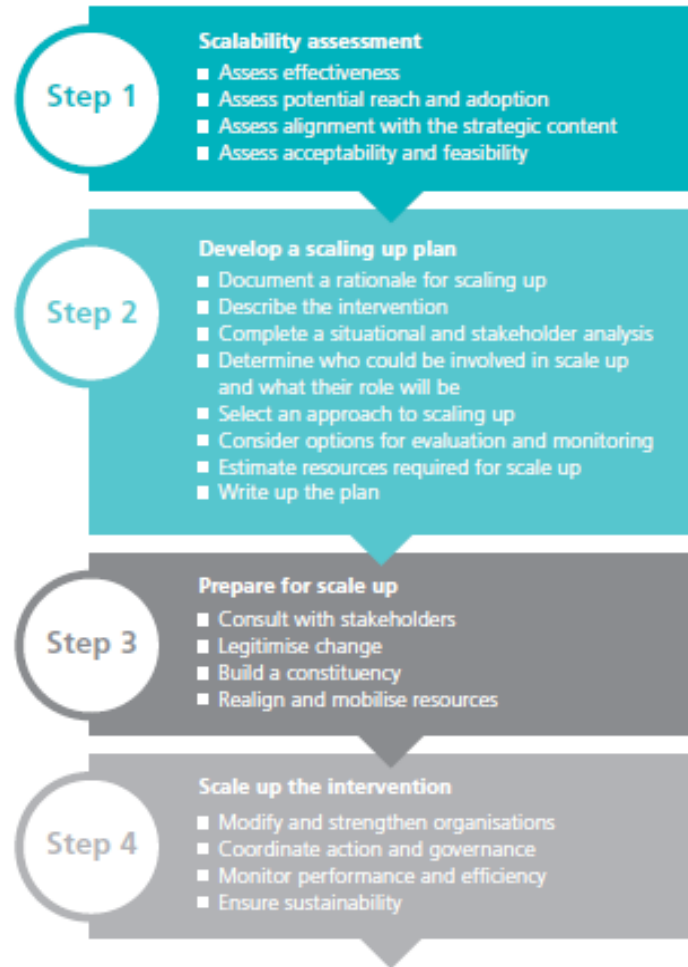 Step 1
Scalability assessment
■ Assess effectiveness
■ Assess potential reach and adoption
■ Assess alignment with the strategic content
■ Assess acceptability and feasibility
Step 2
Develop a scaling up plan
■ Document a rationale for scaling up
■ Describe the intervention
■ Complete a situational and stakeholder analysis
■ Determine who could be involved in scale up
and what their role will be
■ Select an approach to scaling up
■ Consider options for evaluation and monitoring
■ Estimate resources required for scale up
■ Write up the plan
Step 3
Prepare for scale up
■ Consult with stakeholders
■ Legitimise change
■ Build a constituency
■ Realign and mobilise resources
Step 4
Scale up the intervention
■ Modify and strengthen organisations
■ Coordinate action and governance
■ Monitor performance and efficiency
■ Ensure sustainability